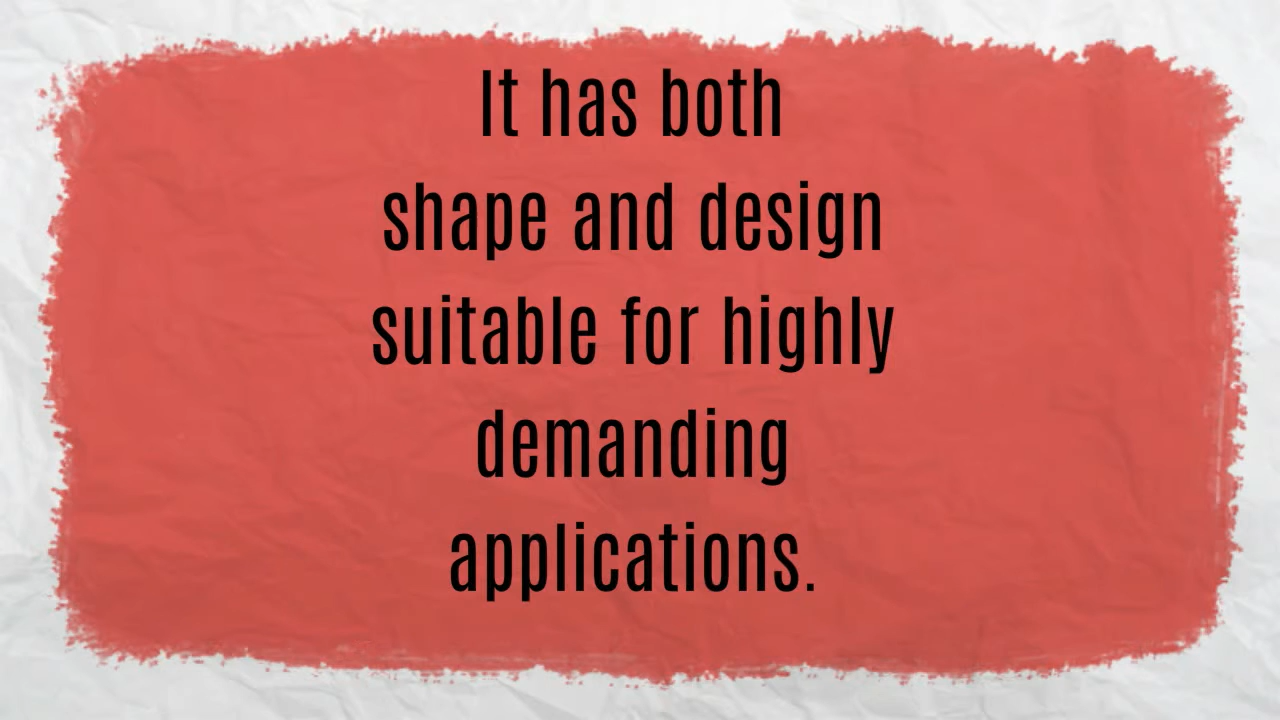 It has both
shape and design
suitable for highly
demanding
applications.